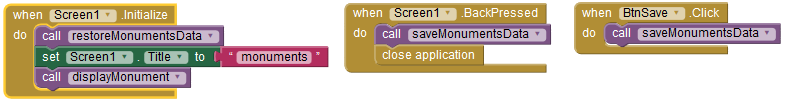 when Screen1 .Initialize
do call restoreMonumentsData
set Screen1 . Title to " monuments "
call displayMonument
when Screen1 .BackPressed
do call saveMonumentsData
close application
when BtnSave .Click
do call saveMonumentsData